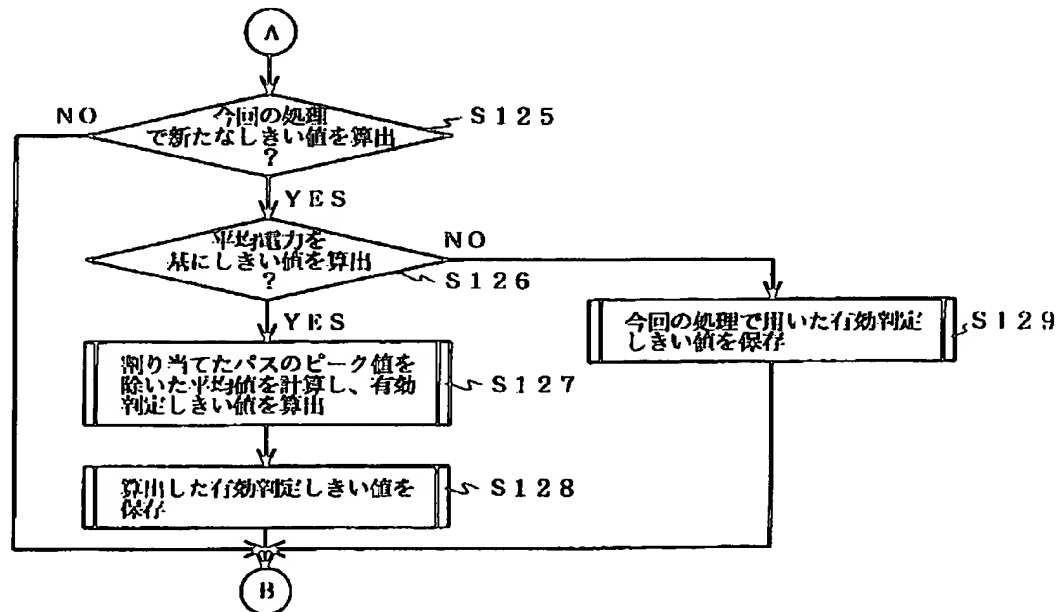 A
今回の処理
で新たなしきい値を算出
?
NO
S125
YES
平均電力を
基にしきい値を算出
?
NO
S126
YES
割り当てたパスのピーク値を
除いた平均値を計算し、有効
判定しきい値を算出
S127
今回の処理で用いた有効判定
しきい値を保存
S129
算出した有効判定しきい値を
保存
S128
B